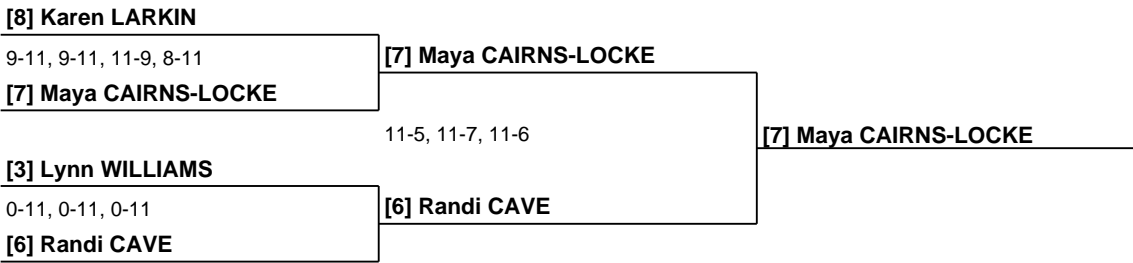 [8] Karen LARKIN
9-11, 9-11, 11-9, 8-11
[7] Maya CAIRNS-LOCKE
[7] Maya CAIRNS-LOCKE
11-5, 11-7, 11-6
[7] Maya CAIRNS-LOCKE
[3] Lynn WILLIAMS
0-11, 0-11, 0-11
[6] Randi CAVE
[6] Randi CAVE